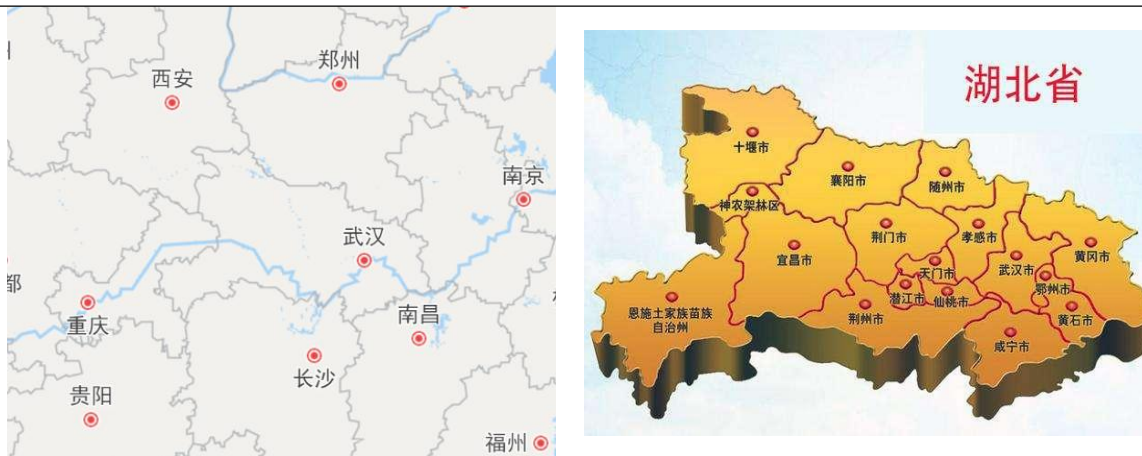 郑州
西安
南京
武汉
都
重庆
南昌
长沙
贵阳
福州
湖北省
十堰市
襄阳市
随州市
神农架林区
荆门市
孝感市
宜昌市
武汉市
黄冈市
天门市
鄂州市
潜江市
仙桃市
恩施土家族苗族
自治州
荆州市
黄石市
咸宁市